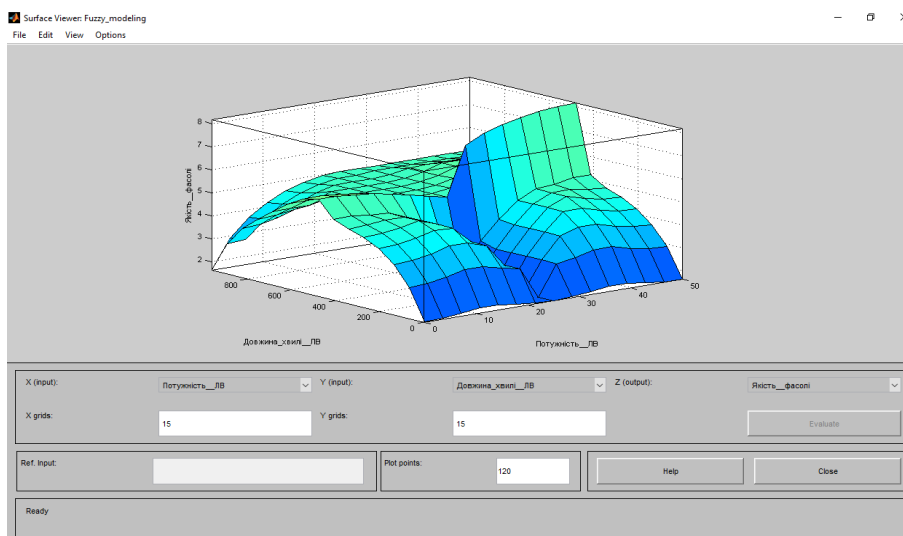 Surface Viewer: Fuzzy_modeling
File Edit View Options
8
7
6
5
4
3
2
Якість__фасолі
800
600
400
200
0
Довжина_хвилі__ЛВ
0
10
20
30
40
50
Потужність__ЛВ
X (input): Потужність__ЛВ Y (input): Довжина_хвилі__ЛВ Z (output): Якість__фасолі
X grids: 15 Y grids: 15 Evaluate
Ref. Input: Plot points: 120 Help Close
Ready